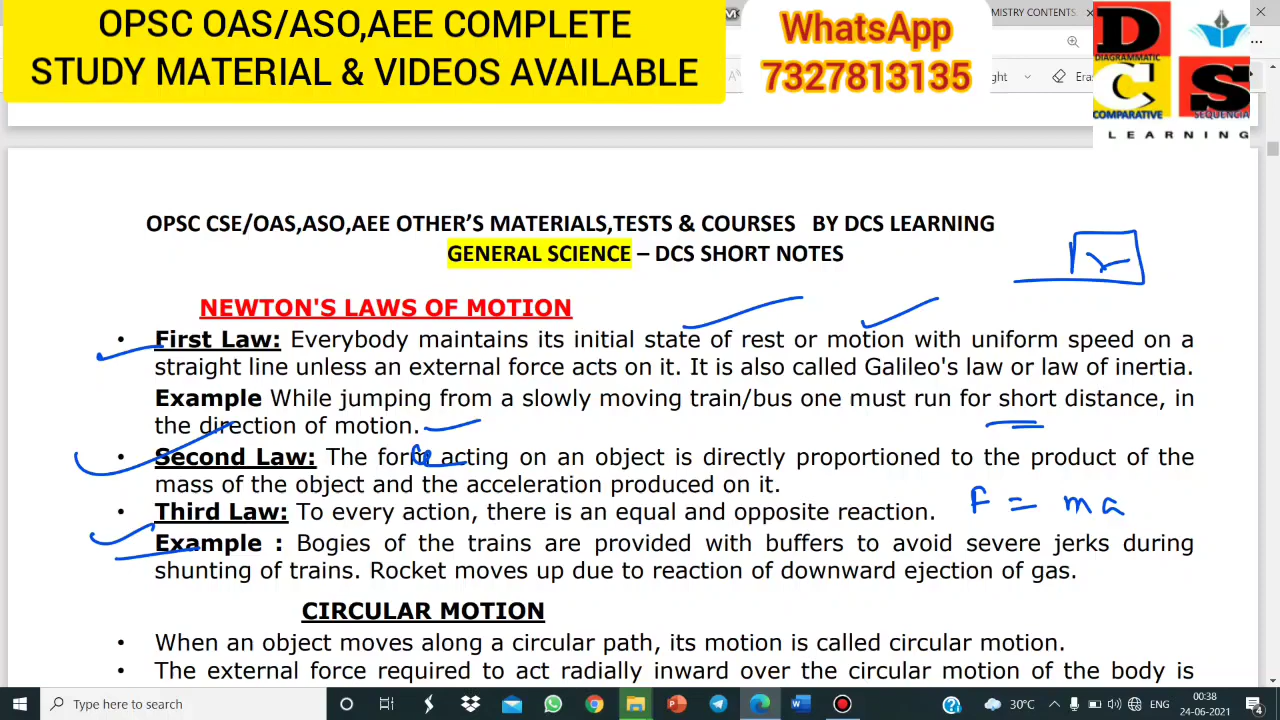 OPSC OAS/ASO,AEE COMPLETE
STUDY MATERIAL & VIDEOS AVAILABLE
WhatsApp
7327813135
MISTRY CONTENTS
ght
Eras
D
DIAGRAMMATIC
C S
COMPARATIVE SEQUENCIA
LEARNING
OPSC CSE/OAS,ASO,AEE OTHER'S MATERIALS,TESTS & COURSES BY DCS LEARNING
GENERAL SCIENCE – DCS SHORT NOTES
NEWTON'S LAWS OF MOTION
• First Law: Everybody maintains its initial state of rest or motion with uniform speed on a
straight line unless an external force acts on it. It is also called Galileo's law or law of inertia.
Example While jumping from a slowly moving train/bus one must run for short distance, in
the direction of motion.
• Second Law: The form acting on an object is directly proportioned to the product of the
mass of the object and the acceleration produced on it.
F = ma
• Third Law: To every action, there is an equal and opposite reaction.
Example : Bogies of the trains are provided with buffers to avoid severe jerks during
shunting of trains. Rocket moves up due to reaction of downward ejection of gas.
CIRCULAR MOTION
• When an object moves along a circular path, its motion is called circular motion.
• The external force required to act radially inward over the circular motion of the body is
Type here to search
30°C
ENG
00:38
24-06-2021
4